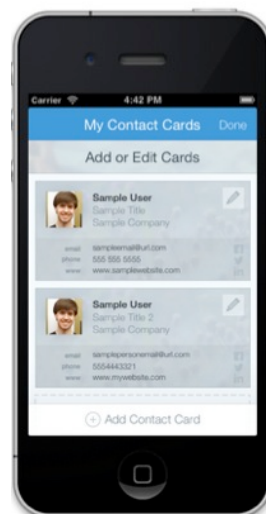 Carrier 4:42 PM
My Contact Cards Done
Add or Edit Cards
Sample User
Sample Title
Sample Company
email sampleemail@url.com
phone 555 555 5555
www www.samplewebsite.com
Sample User
Sample Title 2
Sample Company
email samplepersonemail@url.com
phone 5554443321
www www.mywebsite.com
Add Contact Card